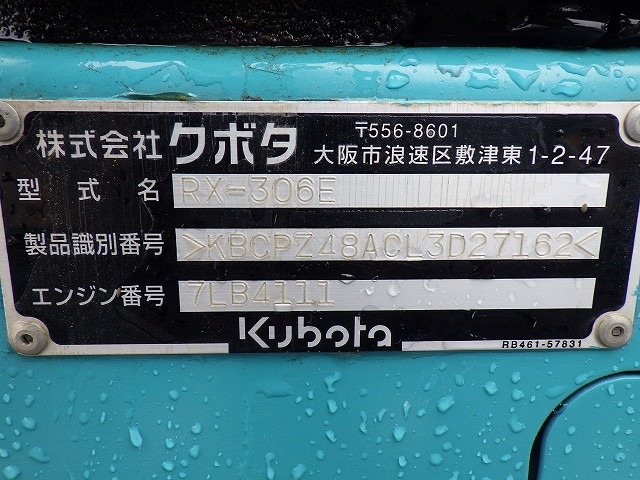 株式会社クボタ
〒556-8601
大阪市浪速区敷津東1-2-47
型式名 RX-306E
製品識別番号 >KBCPZ48ACL3D27162<
エンジン番号 7LB4111
Kubota
RB461-57831